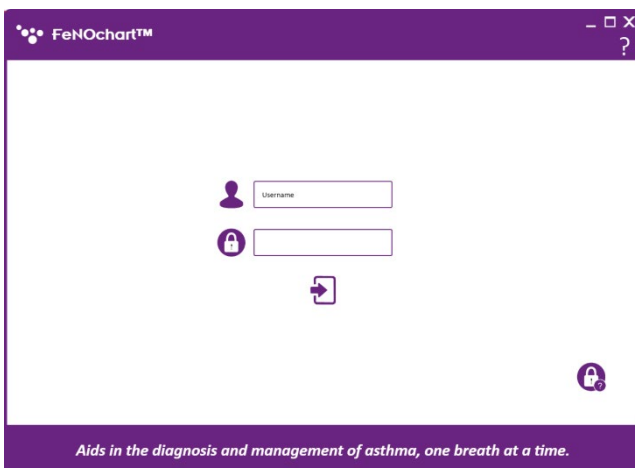 FeNOchart™
?
Username
?
Aids in the diagnosis and management of asthma, one breath at a time.